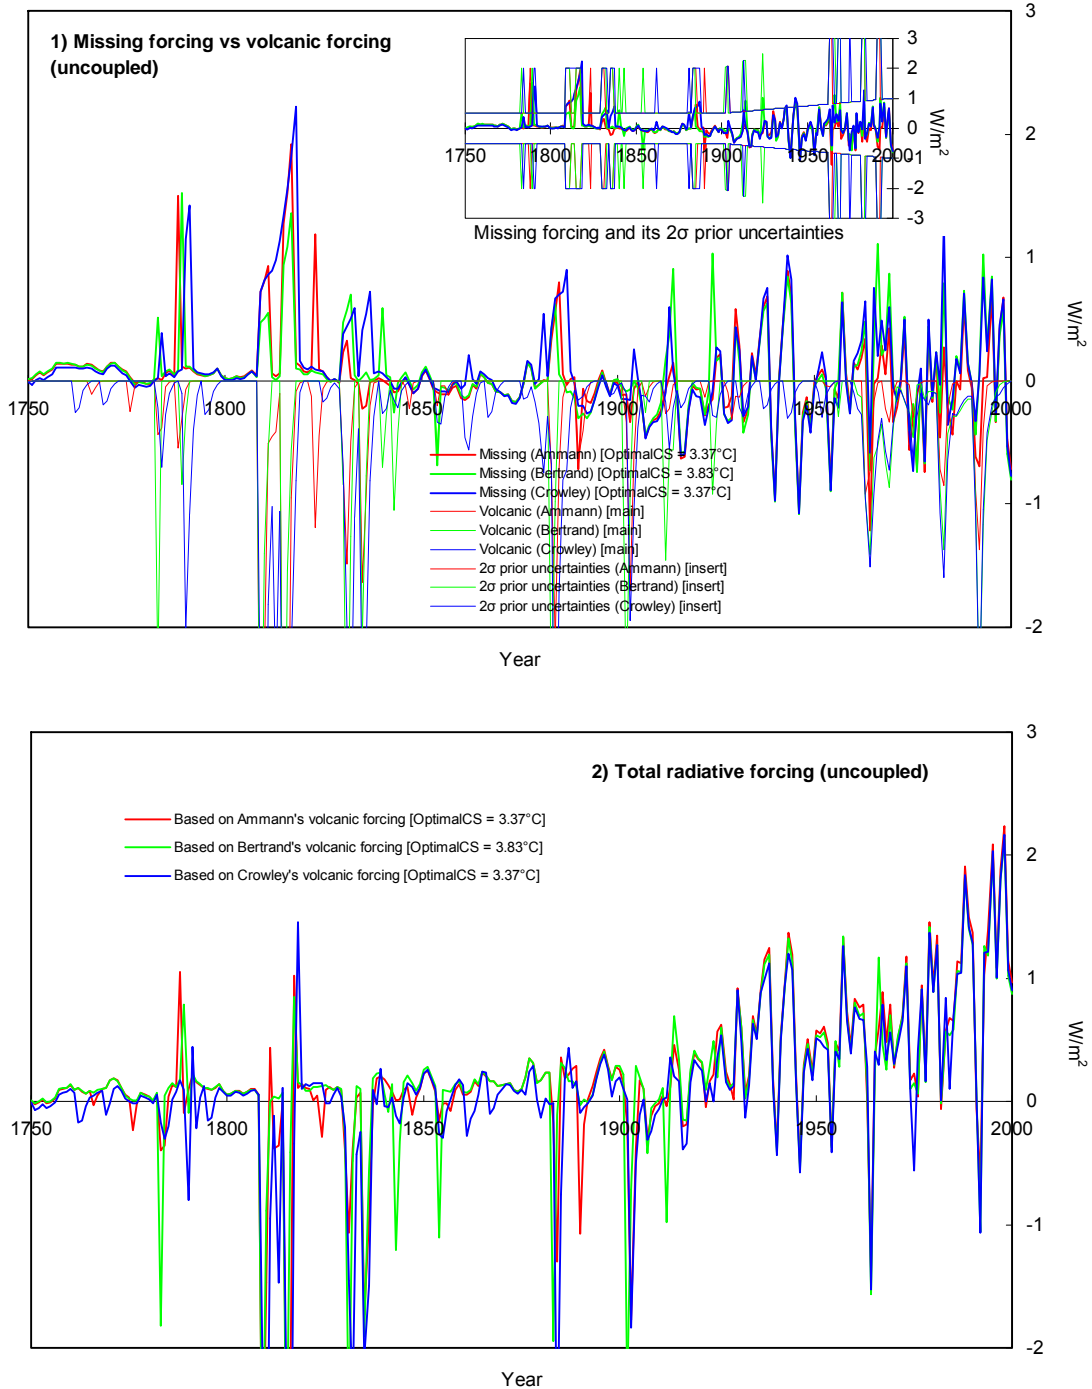 3
1) Missing forcing vs volcanic forcing
(uncoupled)
3
2
1
0
-1
-2
-3
W/m²
1750 1800 1850 1900 1950 2000
Missing forcing and its 2σ prior uncertainties
2
1
W/m²
0
1750 1800 1850 1900 1950 2000
Missing (Ammann) [OptimalCS = 3.37°C]
Missing (Bertrand) [OptimalCS = 3.83°C]
Missing (Crowley) [OptimalCS = 3.37°C]
Volcanic (Ammann) [main]
Volcanic (Bertrand) [main]
Volcanic (Crowley) [main]
2σ prior uncertainties (Ammann) [insert]
2σ prior uncertainties (Bertrand) [insert]
2σ prior uncertainties (Crowley) [insert]
-1
-2
Year
3
2) Total radiative forcing (uncoupled)
Based on Ammann's volcanic forcing [OptimalCS = 3.37°C]
Based on Bertrand's volcanic forcing [OptimalCS = 3.83°C]
Based on Crowley's volcanic forcing [OptimalCS = 3.37°C]
2
1
W/m²
0
1750 1800 1850 1900 1950 2000
-1
-2
Year